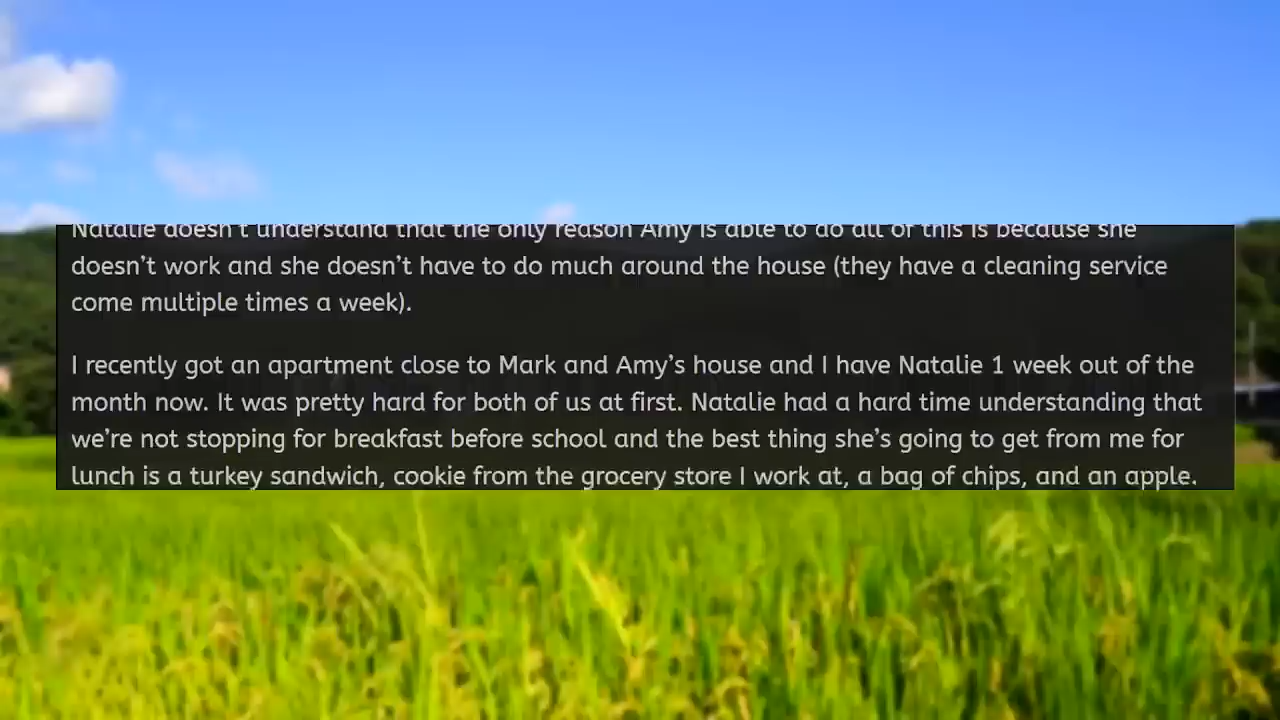 Natalie doesn't understand that the only reason Amy is able to do all of this is because she
doesn't work and she doesn't have to do much around the house (they have a cleaning service
come multiple times a week).
I recently got an apartment close to Mark and Amy's house and I have Natalie 1 week out of the
month now. It was pretty hard for both of us at first. Natalie had a hard time understanding that
we're not stopping for breakfast before school and the best thing she's going to get from me for
lunch is a turkey sandwich, cookie from the grocery store I work at, a bag of chips, and an apple.